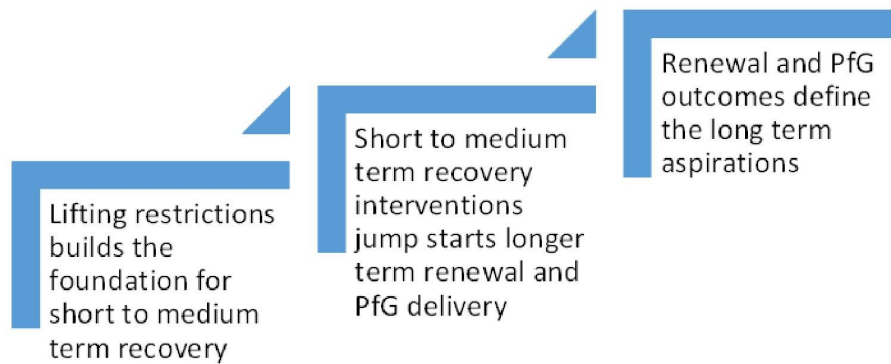 Lifting restrictions
builds the
foundation for
short to medium
term recovery
Short to medium
term recovery
interventions
jump starts longer
term renewal and
PfG delivery
Renewal and PfG
outcomes define
the long term
aspirations